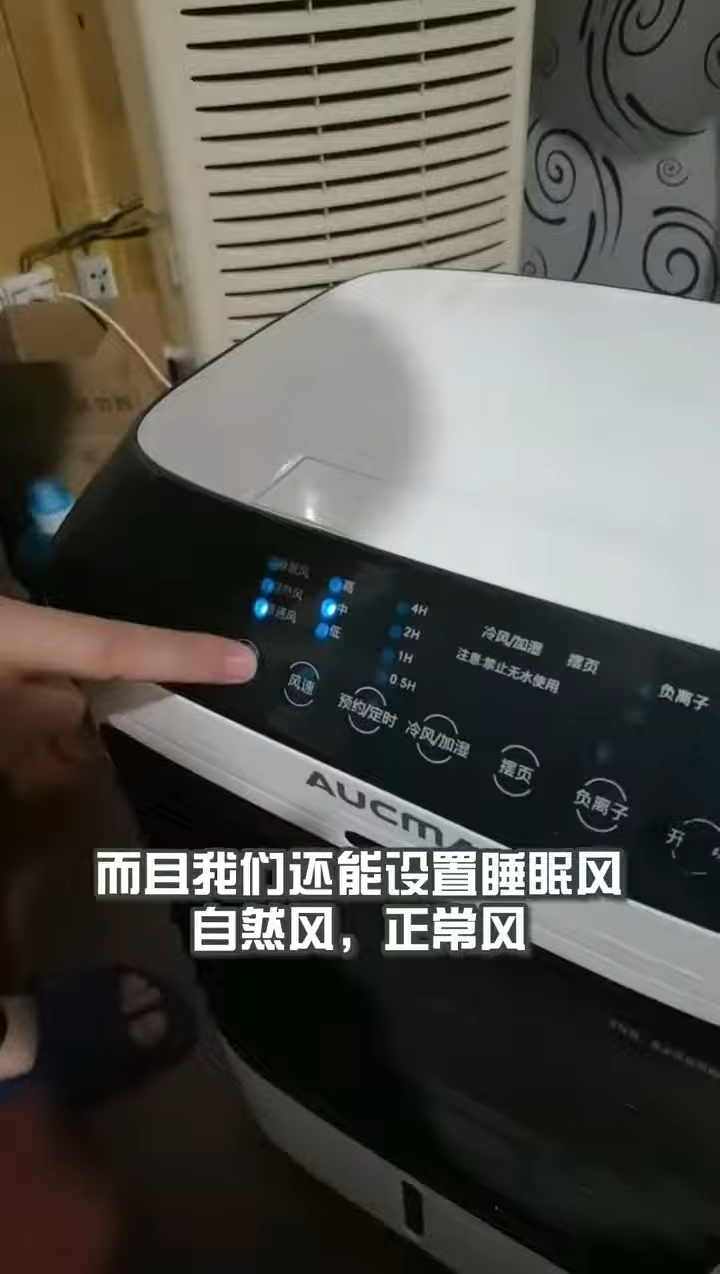 睡眠风
自然风
普通风
高
中
低
4H
2H
1H
0.5H
冷风/加湿
注意:禁止无水使用
摆页
负离子
风速
预约/定时
冷风/加湿
摆页
负离子
开
AUCMA
而且我们还能设置睡眠风
自然风，正常风